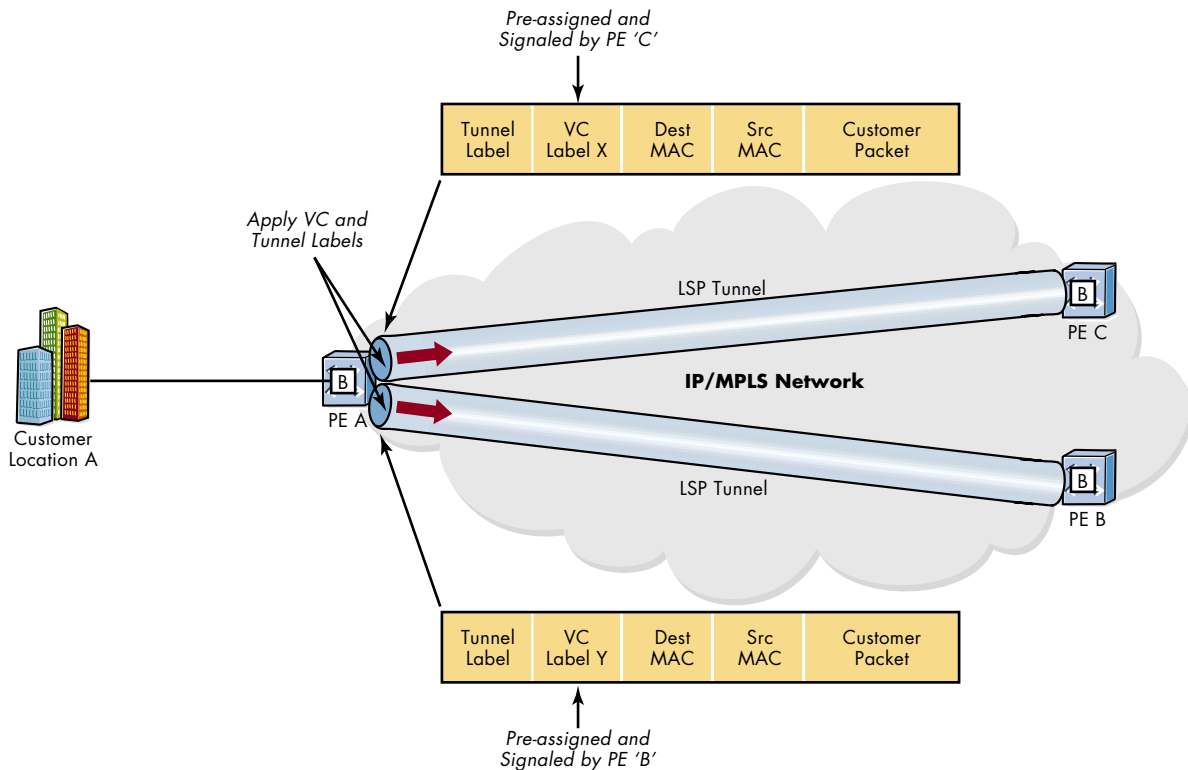 Pre-assigned and
Signaled by PE ‘C’
Tunnel
Label
VC
Label X
Dest
MAC
Src
MAC
Customer
Packet
Apply VC and
Tunnel Labels
LSP Tunnel
B
PE C
B
PE A
IP/MPLS Network
Customer
Location A
LSP Tunnel
B
PE B
Tunnel
Label
VC
Label Y
Dest
MAC
Src
MAC
Customer
Packet
Pre-assigned and
Signaled by PE ‘B’